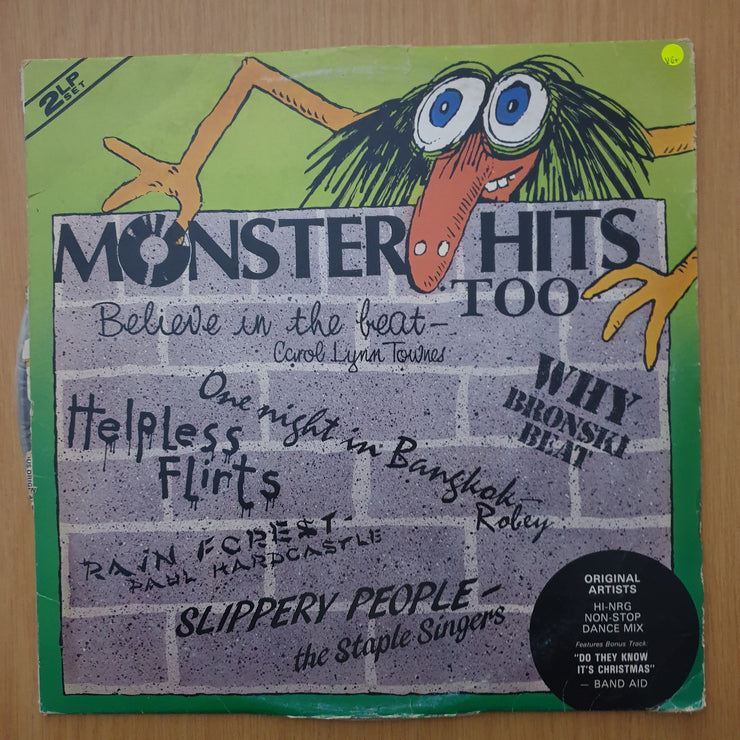 2LP
SET
VG+
MONSTER HITS
TOO
Believe in the beat—
Carol Lynn Townes
WHY
BRONSKI
BEAT
One night in Bangkok—
Robey
Helpless
Flirts
RAIN FOREST-
PAUL HARDCASTLE
SLIPPERY PEOPLE-
the Staple Singers
ORIGINAL
ARTISTS
HI-NRG
NON-STOP
DANCE MIX
Features Bonus Track:
"DO THEY KNOW
IT'S CHRISTMAS"
— BAND AID